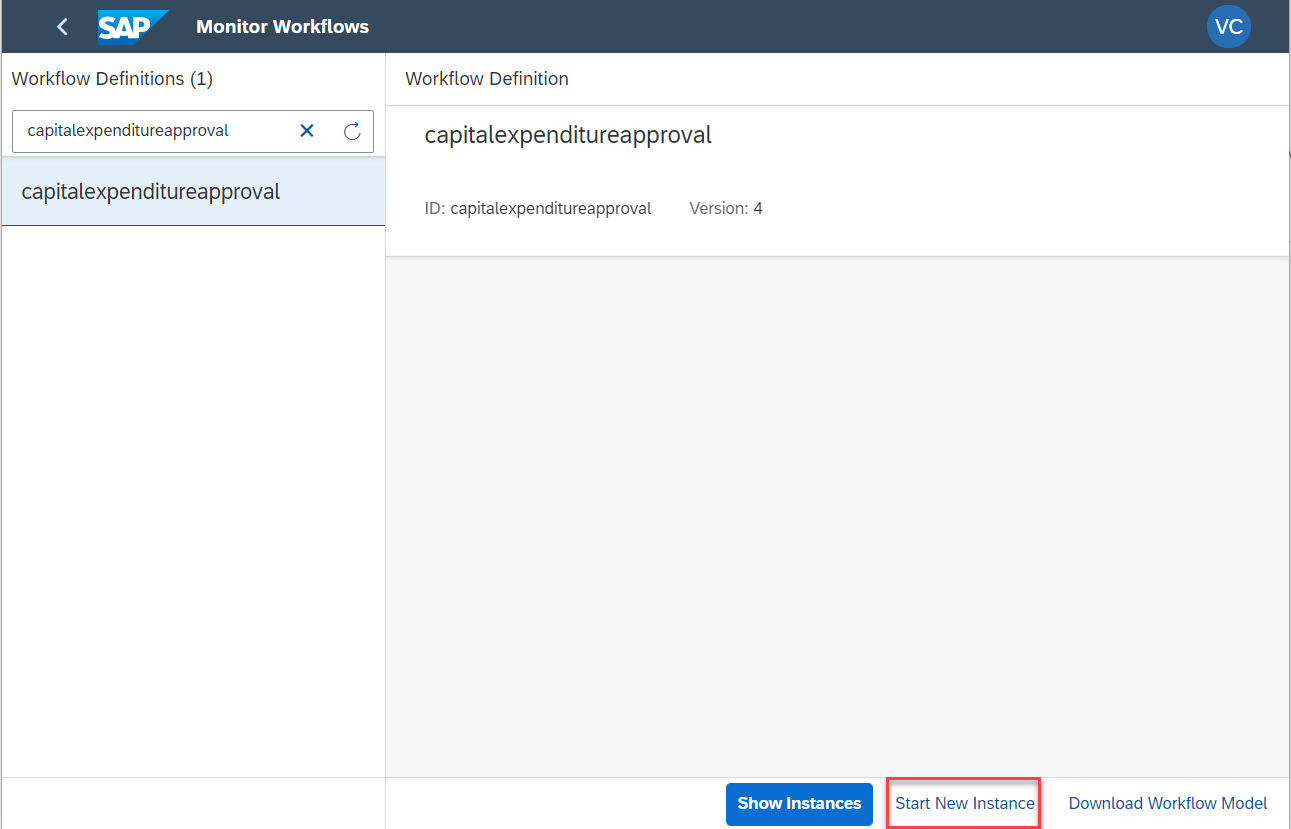 SAP Monitor Workflows VC
Workflow Definitions (1)
capitalexpenditureapproval
capitalexpenditureapproval
Workflow Definition
capitalexpenditureapproval
ID: capitalexpenditureapproval Version: 4
Show Instances Start New Instance Download Workflow Model